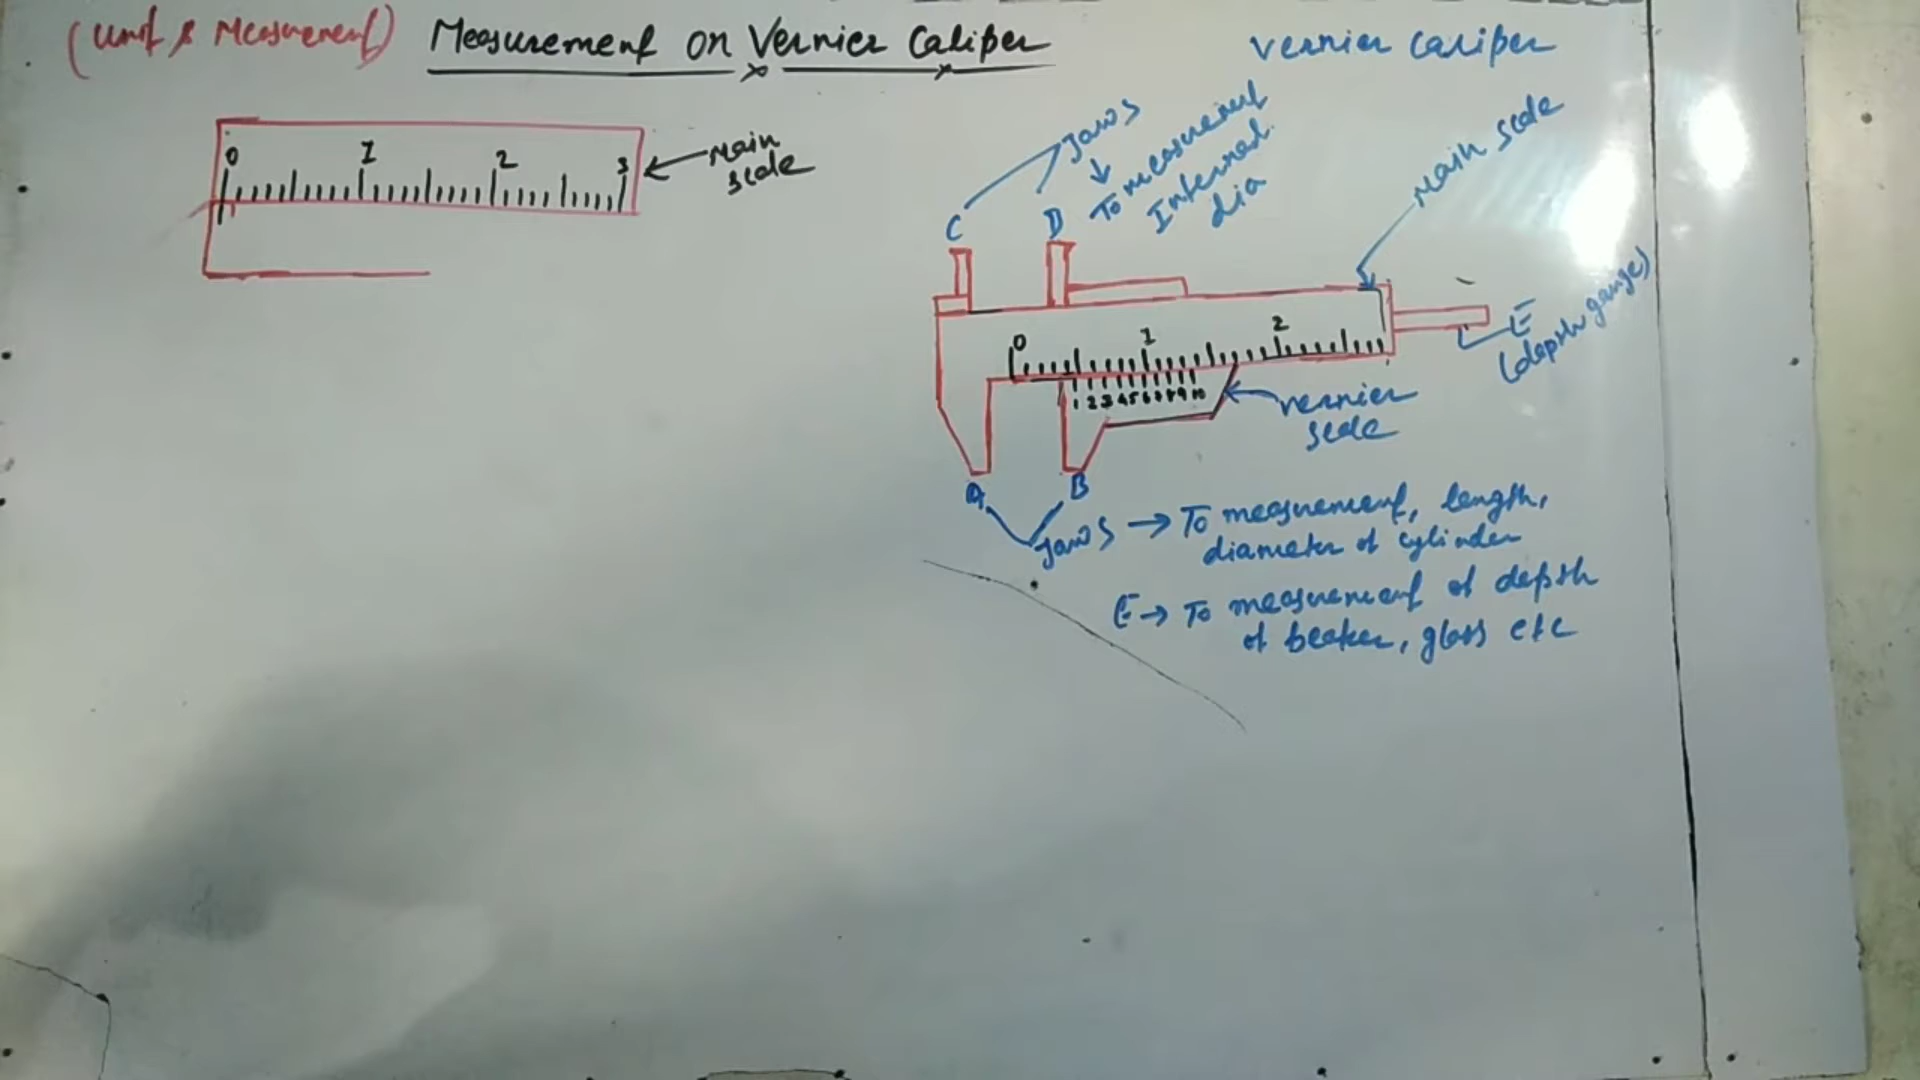 (Unit & Measurement) Measurement on Vernier Caliper
Vernier Caliper
0 1 2 3
Main
scale
Jaws
To measurement
Internal
dia
Main scale
C D
0 1 2
1 2 3 4 5 6 7 8 9 10
E
(depth gauge)
Vernier
scale
A B
Jaws → To measurement, length,
diameter of cylinder
E → To measurement of depth
of beaker, glass etc